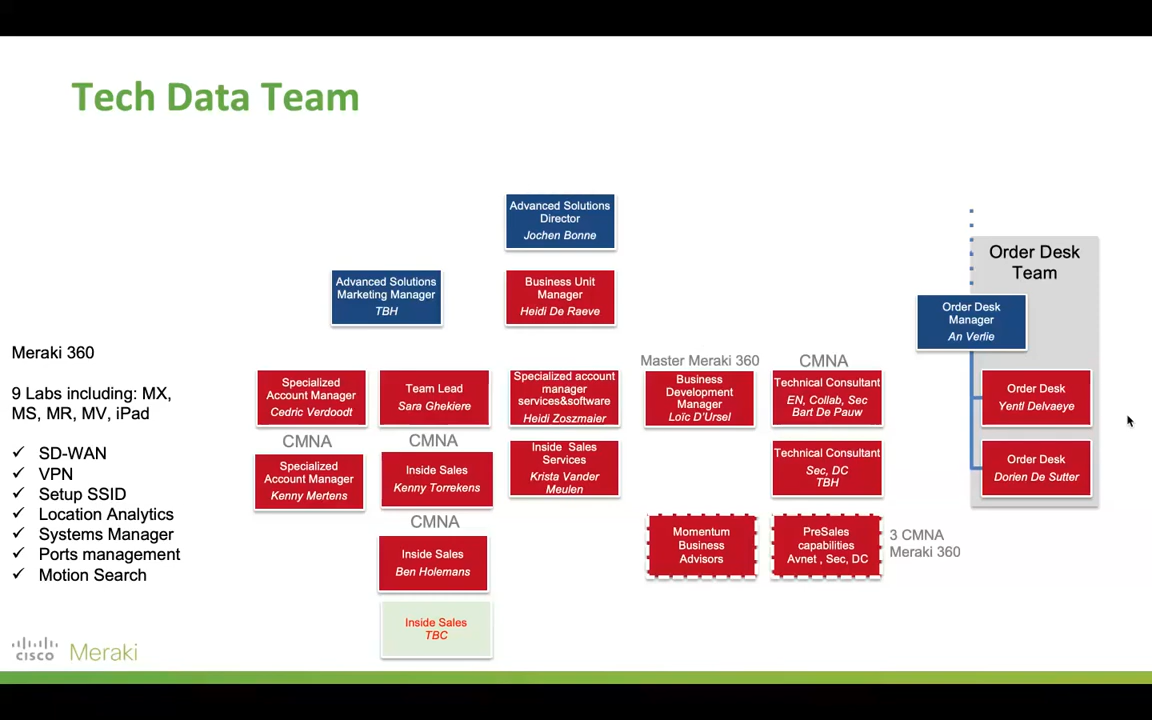 Tech Data Team
Advanced Solutions
Director
Jochen Bonne
Advanced Solutions
Marketing Manager
TBH
Business Unit
Manager
Heidi De Raeve
Order Desk
Team
Order Desk
Manager
An Verlie
Meraki 360
9 Labs including: MX,
MS, MR, MV, iPad
✓ SD-WAN
✓ VPN
✓ Setup SSID
✓ Location Analytics
✓ Systems Manager
✓ Ports management
✓ Motion Search
Specialized
Account Manager
Cedric Verdoodt
Team Lead
Sara Ghekiere
Specialized account
manager
services&software
Heidi Zoszmaier
Master Meraki 360
Business
Development
Manager
Loïc D'Ursel
CMNA
Technical Consultant
EN, Collab, Sec
Bart De Pauw
Order Desk
Yentl Delvaeye
CMNA
Specialized
Account Manager
Kenny Mertens
CMNA
Inside Sales
Kenny Torrekens
Inside Sales
Services
Krista Vander
Meulen
Technical Consultant
Sec, DC
TBH
Order Desk
Dorien De Sutter
CMNA
Inside Sales
Ben Holemans
Momentum
Business
Advisors
PreSales
capabilities
Avnet , Sec, DC
3 CMNA
Meraki 360
Inside Sales
TBC
cisco Meraki